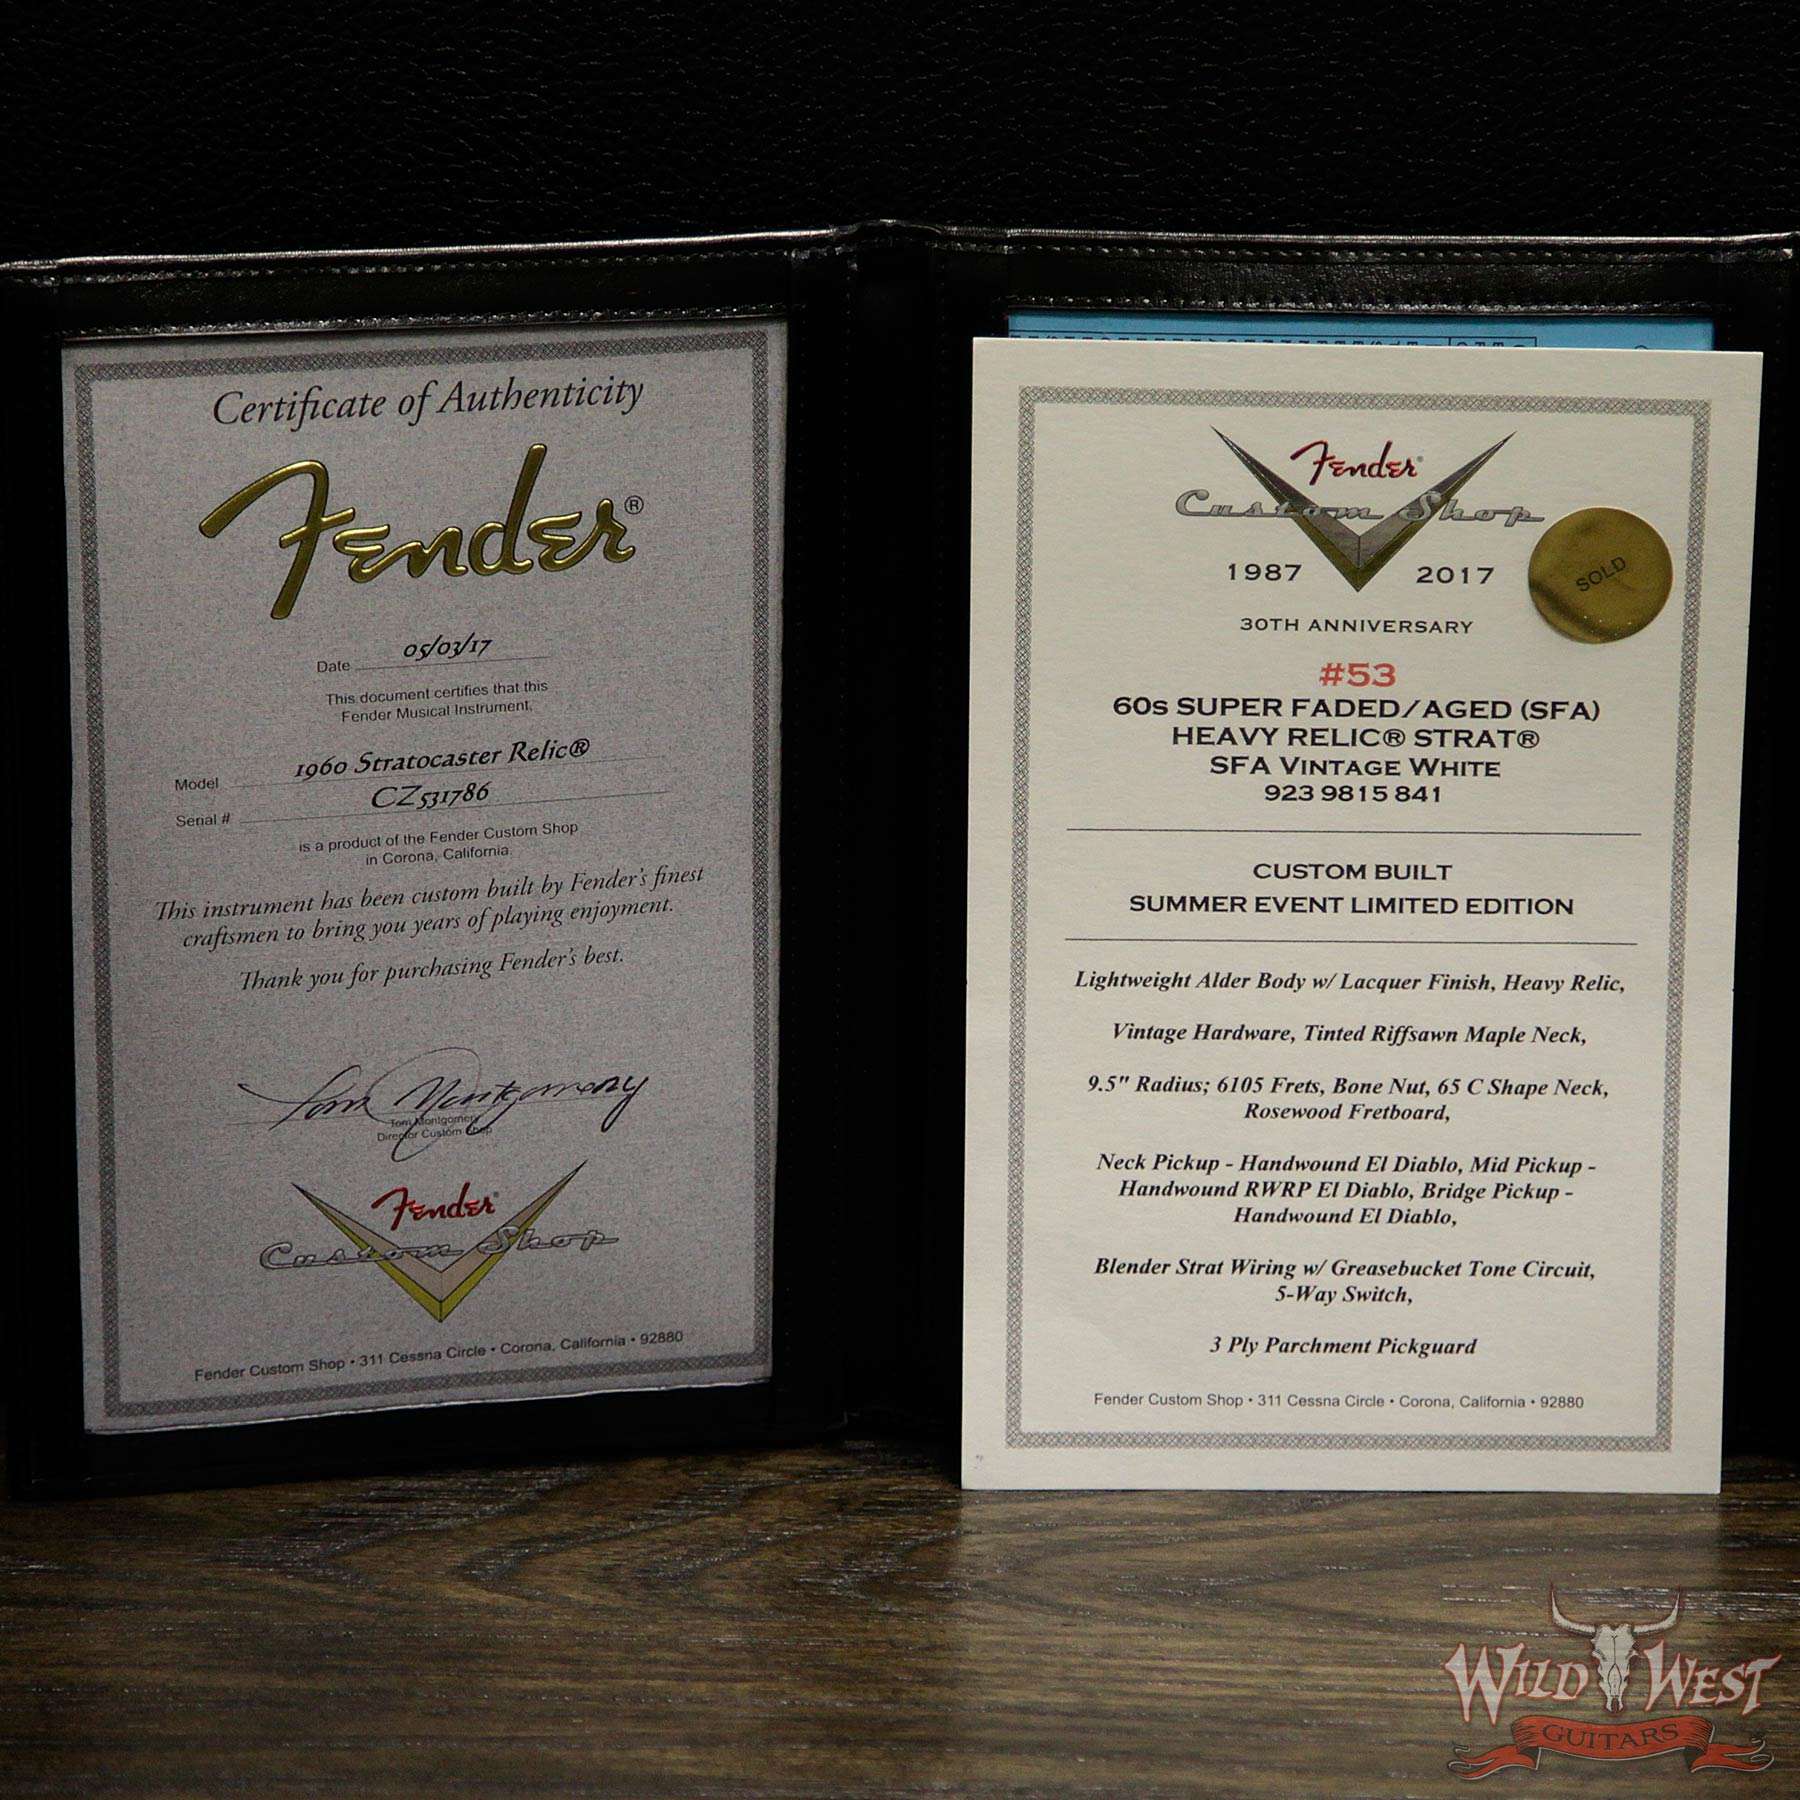 Certificate of Authenticity
Fender®
Date 05/03/17
This document certifies that this
Fender Musical Instrument,
Model 1960 Stratocaster Relic®
Serial # CZ531786
is a product of the Fender Custom Shop
in Corona, California.
This instrument has been custom built by Fender's finest
craftsmen to bring you years of playing enjoyment.
Thank you for purchasing Fender's best.
Tom Montgomery
Tom Montgomery
Director Custom Shop
Fender®
Custom Shop
Fender Custom Shop • 311 Cessna Circle • Corona, California • 92880
Fender®
Custom Shop
1987 2017
SOLD
30TH ANNIVERSARY
#53
60s SUPER FADED/AGED (SFA)
HEAVY RELIC® STRAT®
SFA VINTAGE WHITE
923 9815 841
CUSTOM BUILT
SUMMER EVENT LIMITED EDITION
Lightweight Alder Body w/ Lacquer Finish, Heavy Relic,
Vintage Hardware, Tinted Riffsawn Maple Neck,
9.5" Radius; 6105 Frets, Bone Nut, 65 C Shape Neck,
Rosewood Fretboard,
Neck Pickup - Handwound El Diablo, Mid Pickup -
Handwound RWRP El Diablo, Bridge Pickup -
Handwound El Diablo,
Blender Strat Wiring w/ Greasebucket Tone Circuit,
5-Way Switch,
3 Ply Parchment Pickguard
Fender Custom Shop • 311 Cessna Circle • Corona, California • 92880
WILD WEST
GUITARS